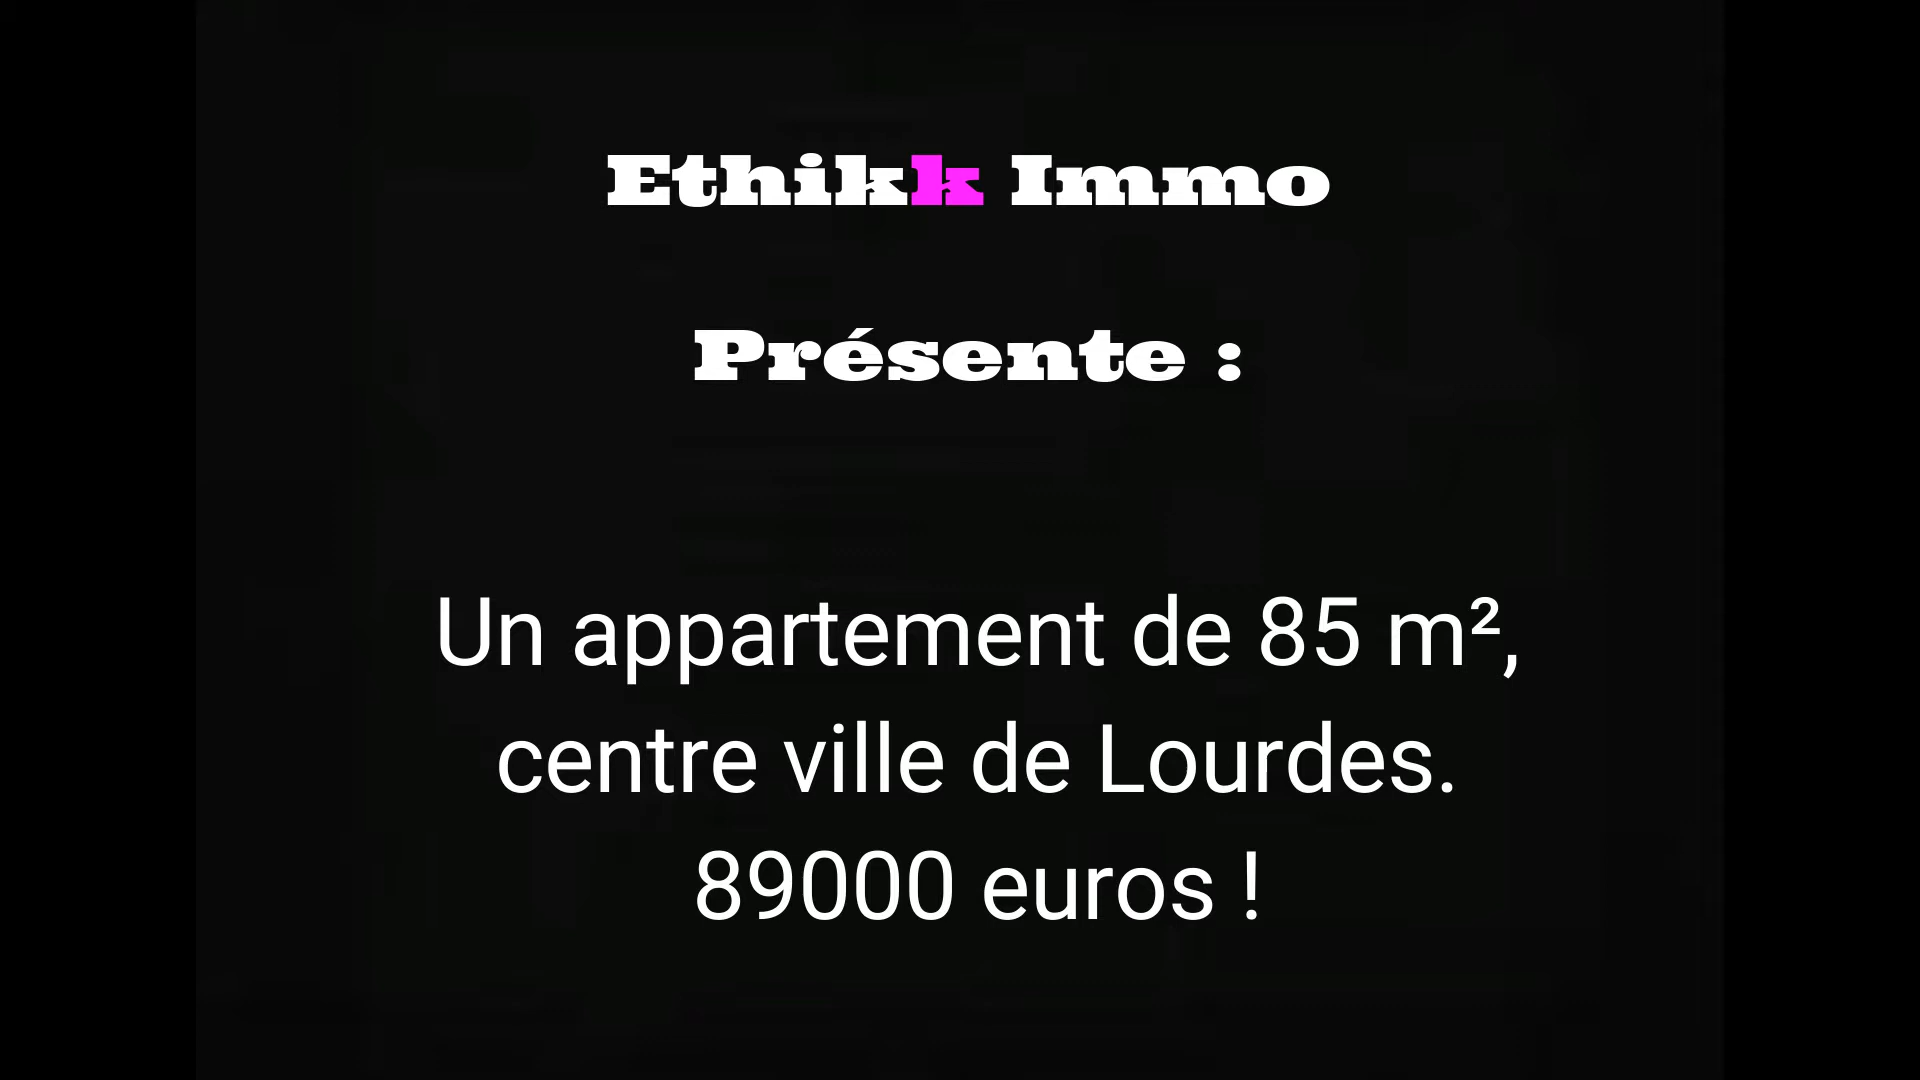 Ethikk Immo
Présente :
Un appartement de 85 m²,
centre ville de Lourdes.
89000 euros !